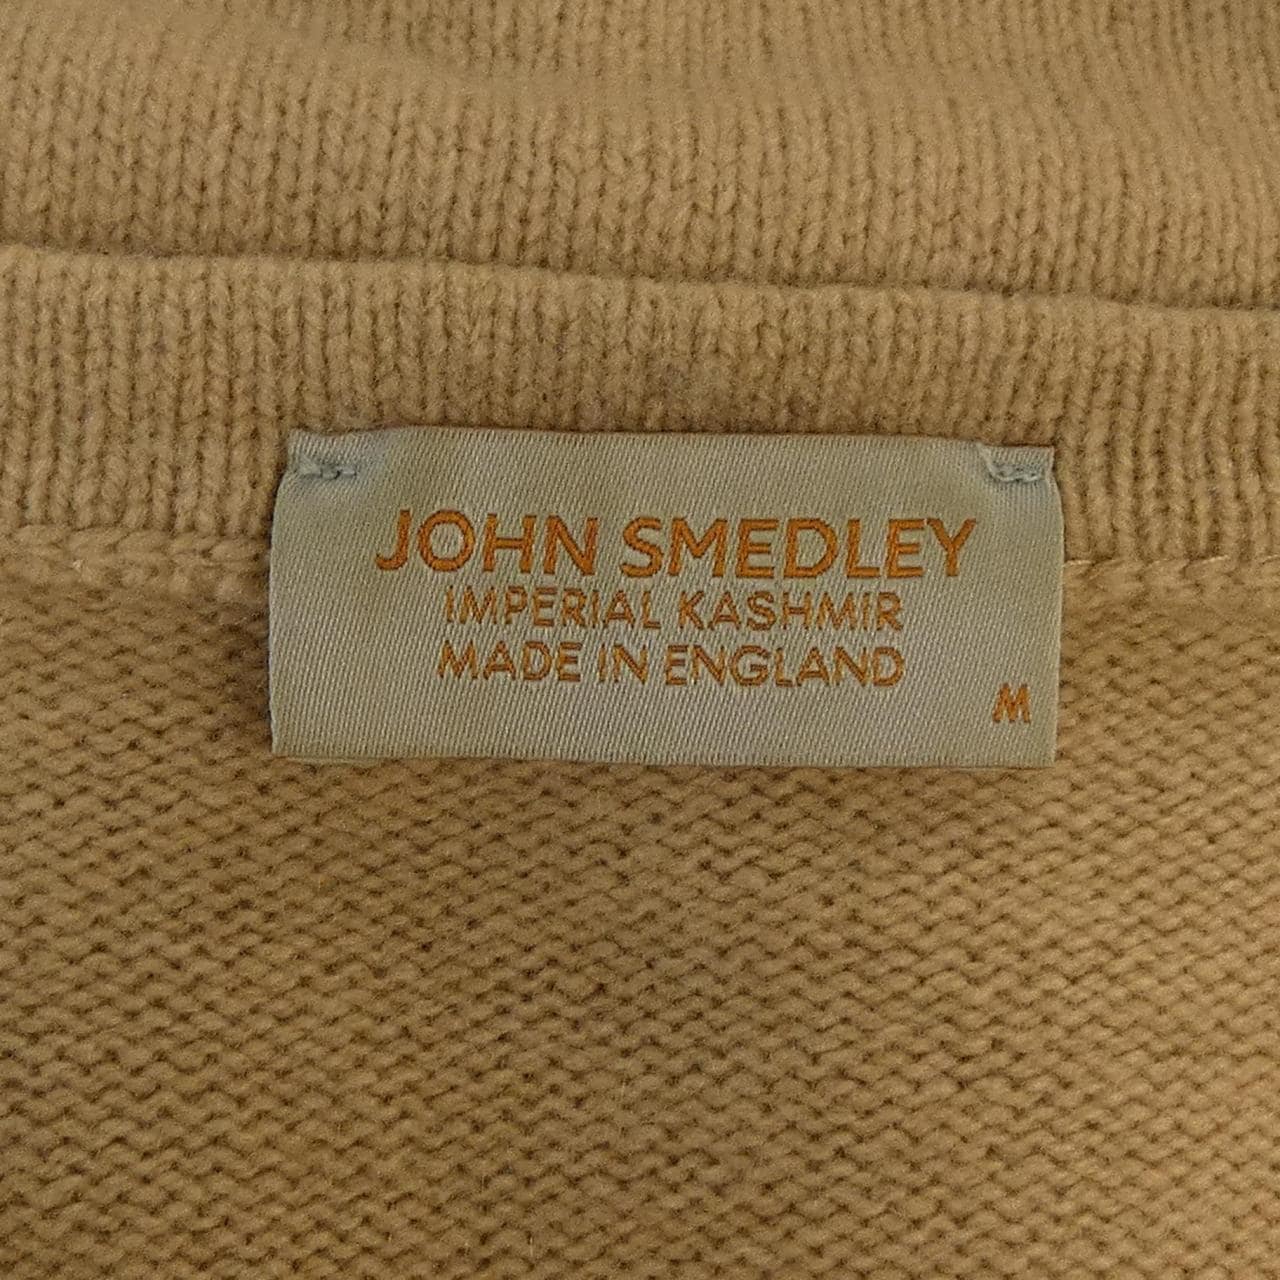 JOHN SMEDLEY
IMPERIAL KASHMIR
MADE IN ENGLAND
M